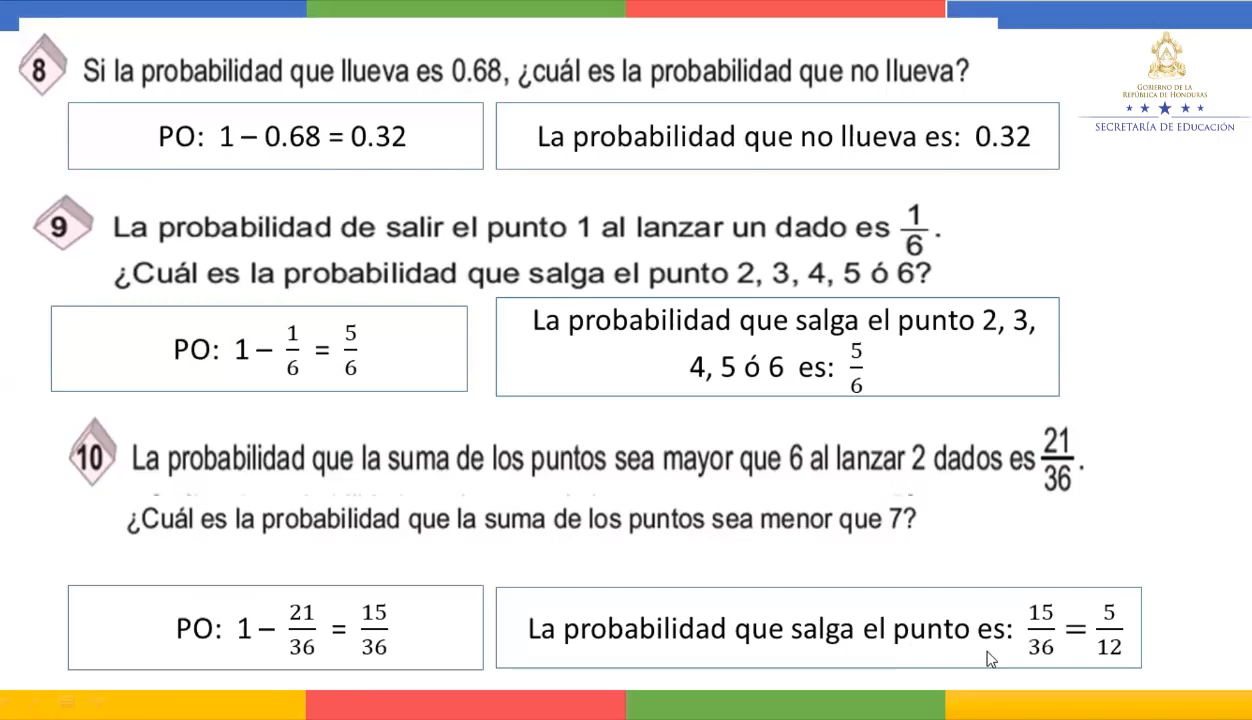 8 Si la probabilidad que llueva es 0.68, ¿cuál es la probabilidad que no llueva?
GOBIERNO DE LA
REPÚBLICA DE HONDURAS
SECRETARÍA DE EDUCACIÓN
PO: 1 – 0.68 = 0.32
La probabilidad que no llueva es: 0.32
9 La probabilidad de salir el punto 1 al lanzar un dado es 1/6.
¿Cuál es la probabilidad que salga el punto 2, 3, 4, 5 ó 6?
PO: 1 – 1/6 = 5/6
La probabilidad que salga el punto 2, 3,
4, 5 ó 6 es: 5/6
10 La probabilidad que la suma de los puntos sea mayor que 6 al lanzar 2 dados es 21/36.
¿Cuál es la probabilidad que la suma de los puntos sea menor que 7?
PO: 1 – 21/36 = 15/36
La probabilidad que salga el punto es: 15/36 = 5/12